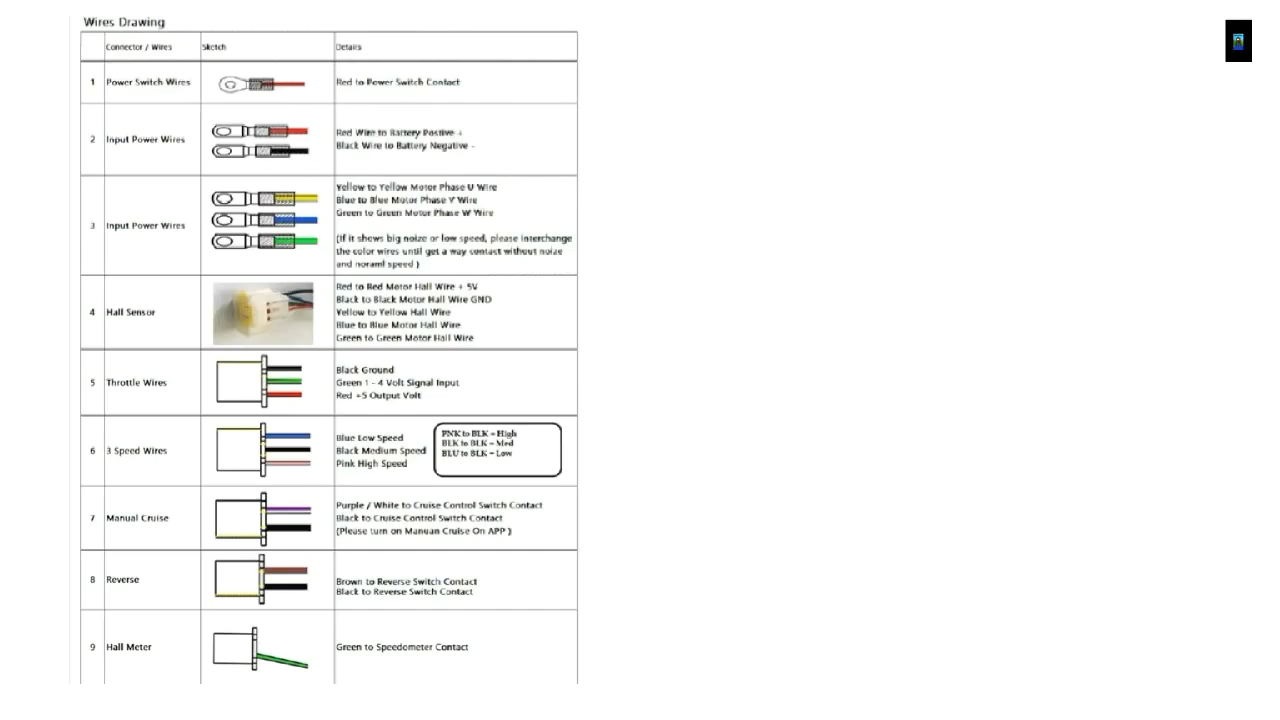 Wires Drawing
Connector / Wires Sketch Details
1 Power Switch Wires Red to Power Switch Contact
2 Input Power Wires
Red Wire to Battery Postive +
Black Wire to Battery Negative -
3 Input Power Wires
Yellow to Yellow Motor Phase U Wire
Blue to Blue Motor Phase V Wire
Green to Green Motor Phase W Wire
(If it shows big noize or low speed, please interchange
the color wires until get a way contact without noize
and noraml speed )
4 Hall Sensor
Red to Red Motor Hall Wire + 5V
Black to Black Motor Hall Wire GND
Yellow to Yellow Hall Wire
Blue to Blue Motor Hall Wire
Green to Green Motor Hall Wire
5 Throttle Wires
Black Ground
Green 1 - 4 Volt Signal Input
Red +5 Output Volt
6 3 Speed Wires
Blue Low Speed
Black Medium Speed
Pink High Speed
PNK to BLK = High
BLK to BLK = Med
BLU to BLK = Low
7 Manual Cruise
Purple / White to Cruise Control Switch Contact
Black to Cruise Control Switch Contact
(Please turn on Manuan Cruise On APP )
8 Reverse
Brown to Reverse Switch Contact
Black to Reverse Switch Contact
9 Hall Meter Green to Speedometer Contact